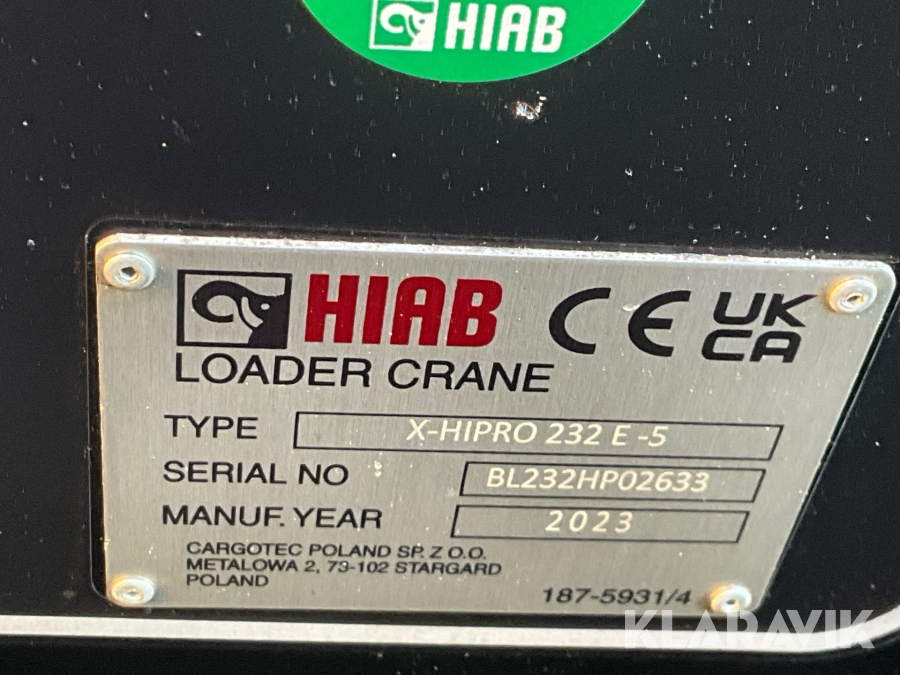 HIAB
HIAB CE UK CA
LOADER CRANE
TYPE X-HIPRO 232 E -5
SERIAL NO BL232HP02633
MANUF. YEAR 2023
CARGOTEC POLAND SP. Z O.O.
METALOWA 2, 73-102 STARGARD
POLAND
187-5931/4
KLARAVIK